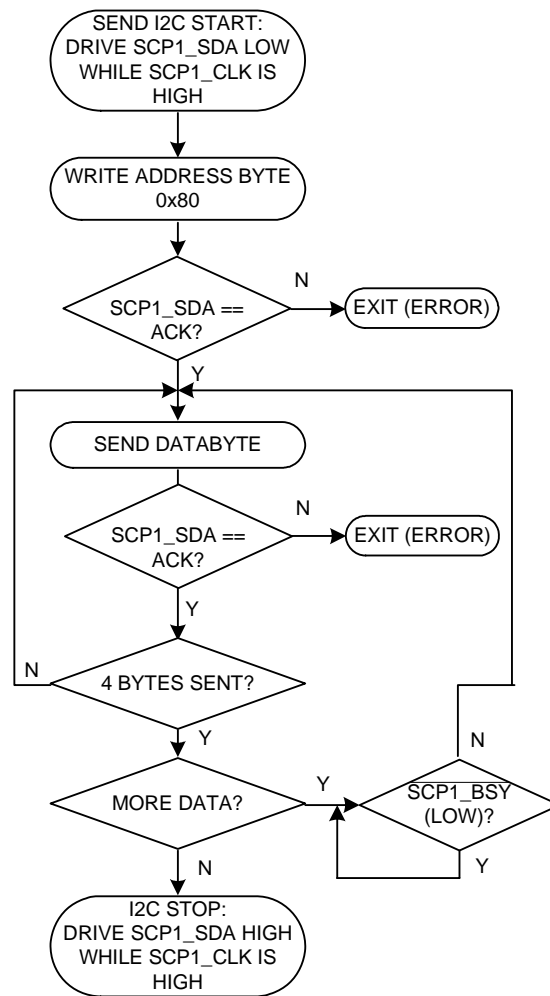 SEND I2C START:
DRIVE SCP1_SDA LOW
WHILE SCP1_CLK IS
HIGH
WRITE ADDRESS BYTE
0x80
N
SCP1_SDA ==
ACK?
EXIT (ERROR)
Y
SEND DATABYTE
N
SCP1_SDA ==
ACK?
EXIT (ERROR)
Y
N
4 BYTES SENT?
Y
N
MORE DATA?
Y
SCP1_BSY
(LOW)?
Y
N
I2C STOP:
DRIVE SCP1_SDA HIGH
WHILE SCP1_CLK IS
HIGH